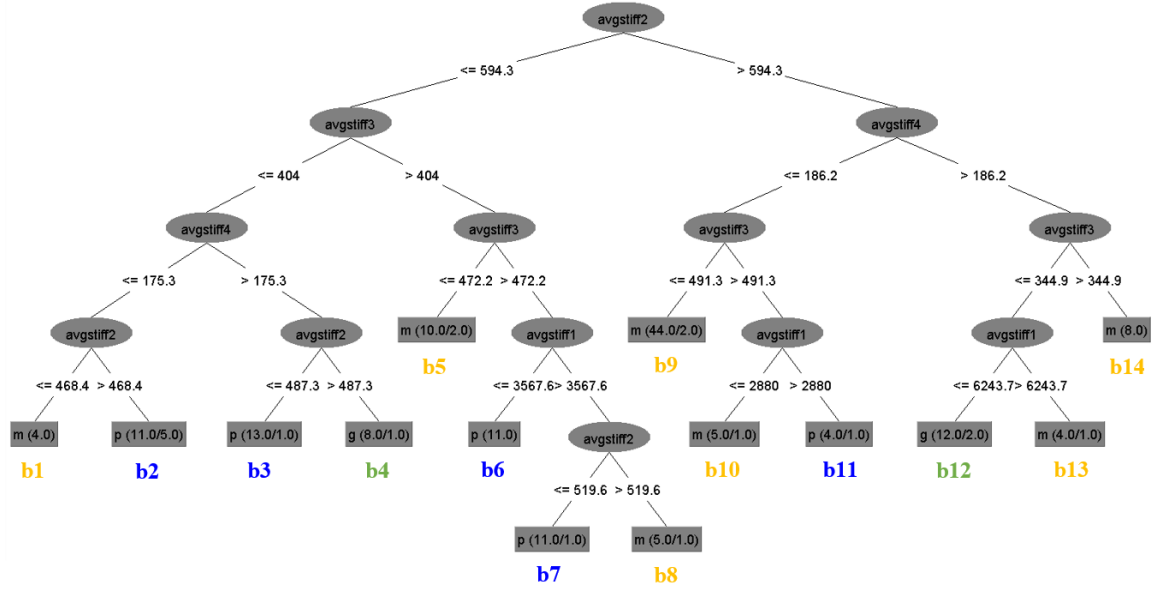 avgstiff2
<= 594.3 > 594.3
avgstiff3 avgstiff4
<= 404 > 404 <= 186.2 > 186.2
avgstiff4 avgstiff3 avgstiff3 avgstiff3
<= 175.3 > 175.3 <= 472.2 > 472.2 <= 491.3 > 491.3 <= 344.9 > 344.9
avgstiff2 avgstiff2 m (10.0/2.0) avgstiff1 m (44.0/2.0) avgstiff1 avgstiff1 m (8.0)
b5 b9 b14
<= 468.4 > 468.4 <= 487.3 > 487.3 <= 3567.6 > 3567.6 <= 2880 > 2880 <= 6243.7 > 6243.7
m (4.0) p (11.0/5.0) p (13.0/1.0) g (8.0/1.0) p (11.0) avgstiff2 m (5.0/1.0) p (4.0/1.0) g (12.0/2.0) m (4.0/1.0)
b1 b2 b3 b4 b6 b10 b11 b12 b13
<= 519.6 > 519.6
p (11.0/1.0) m (5.0/1.0)
b7 b8